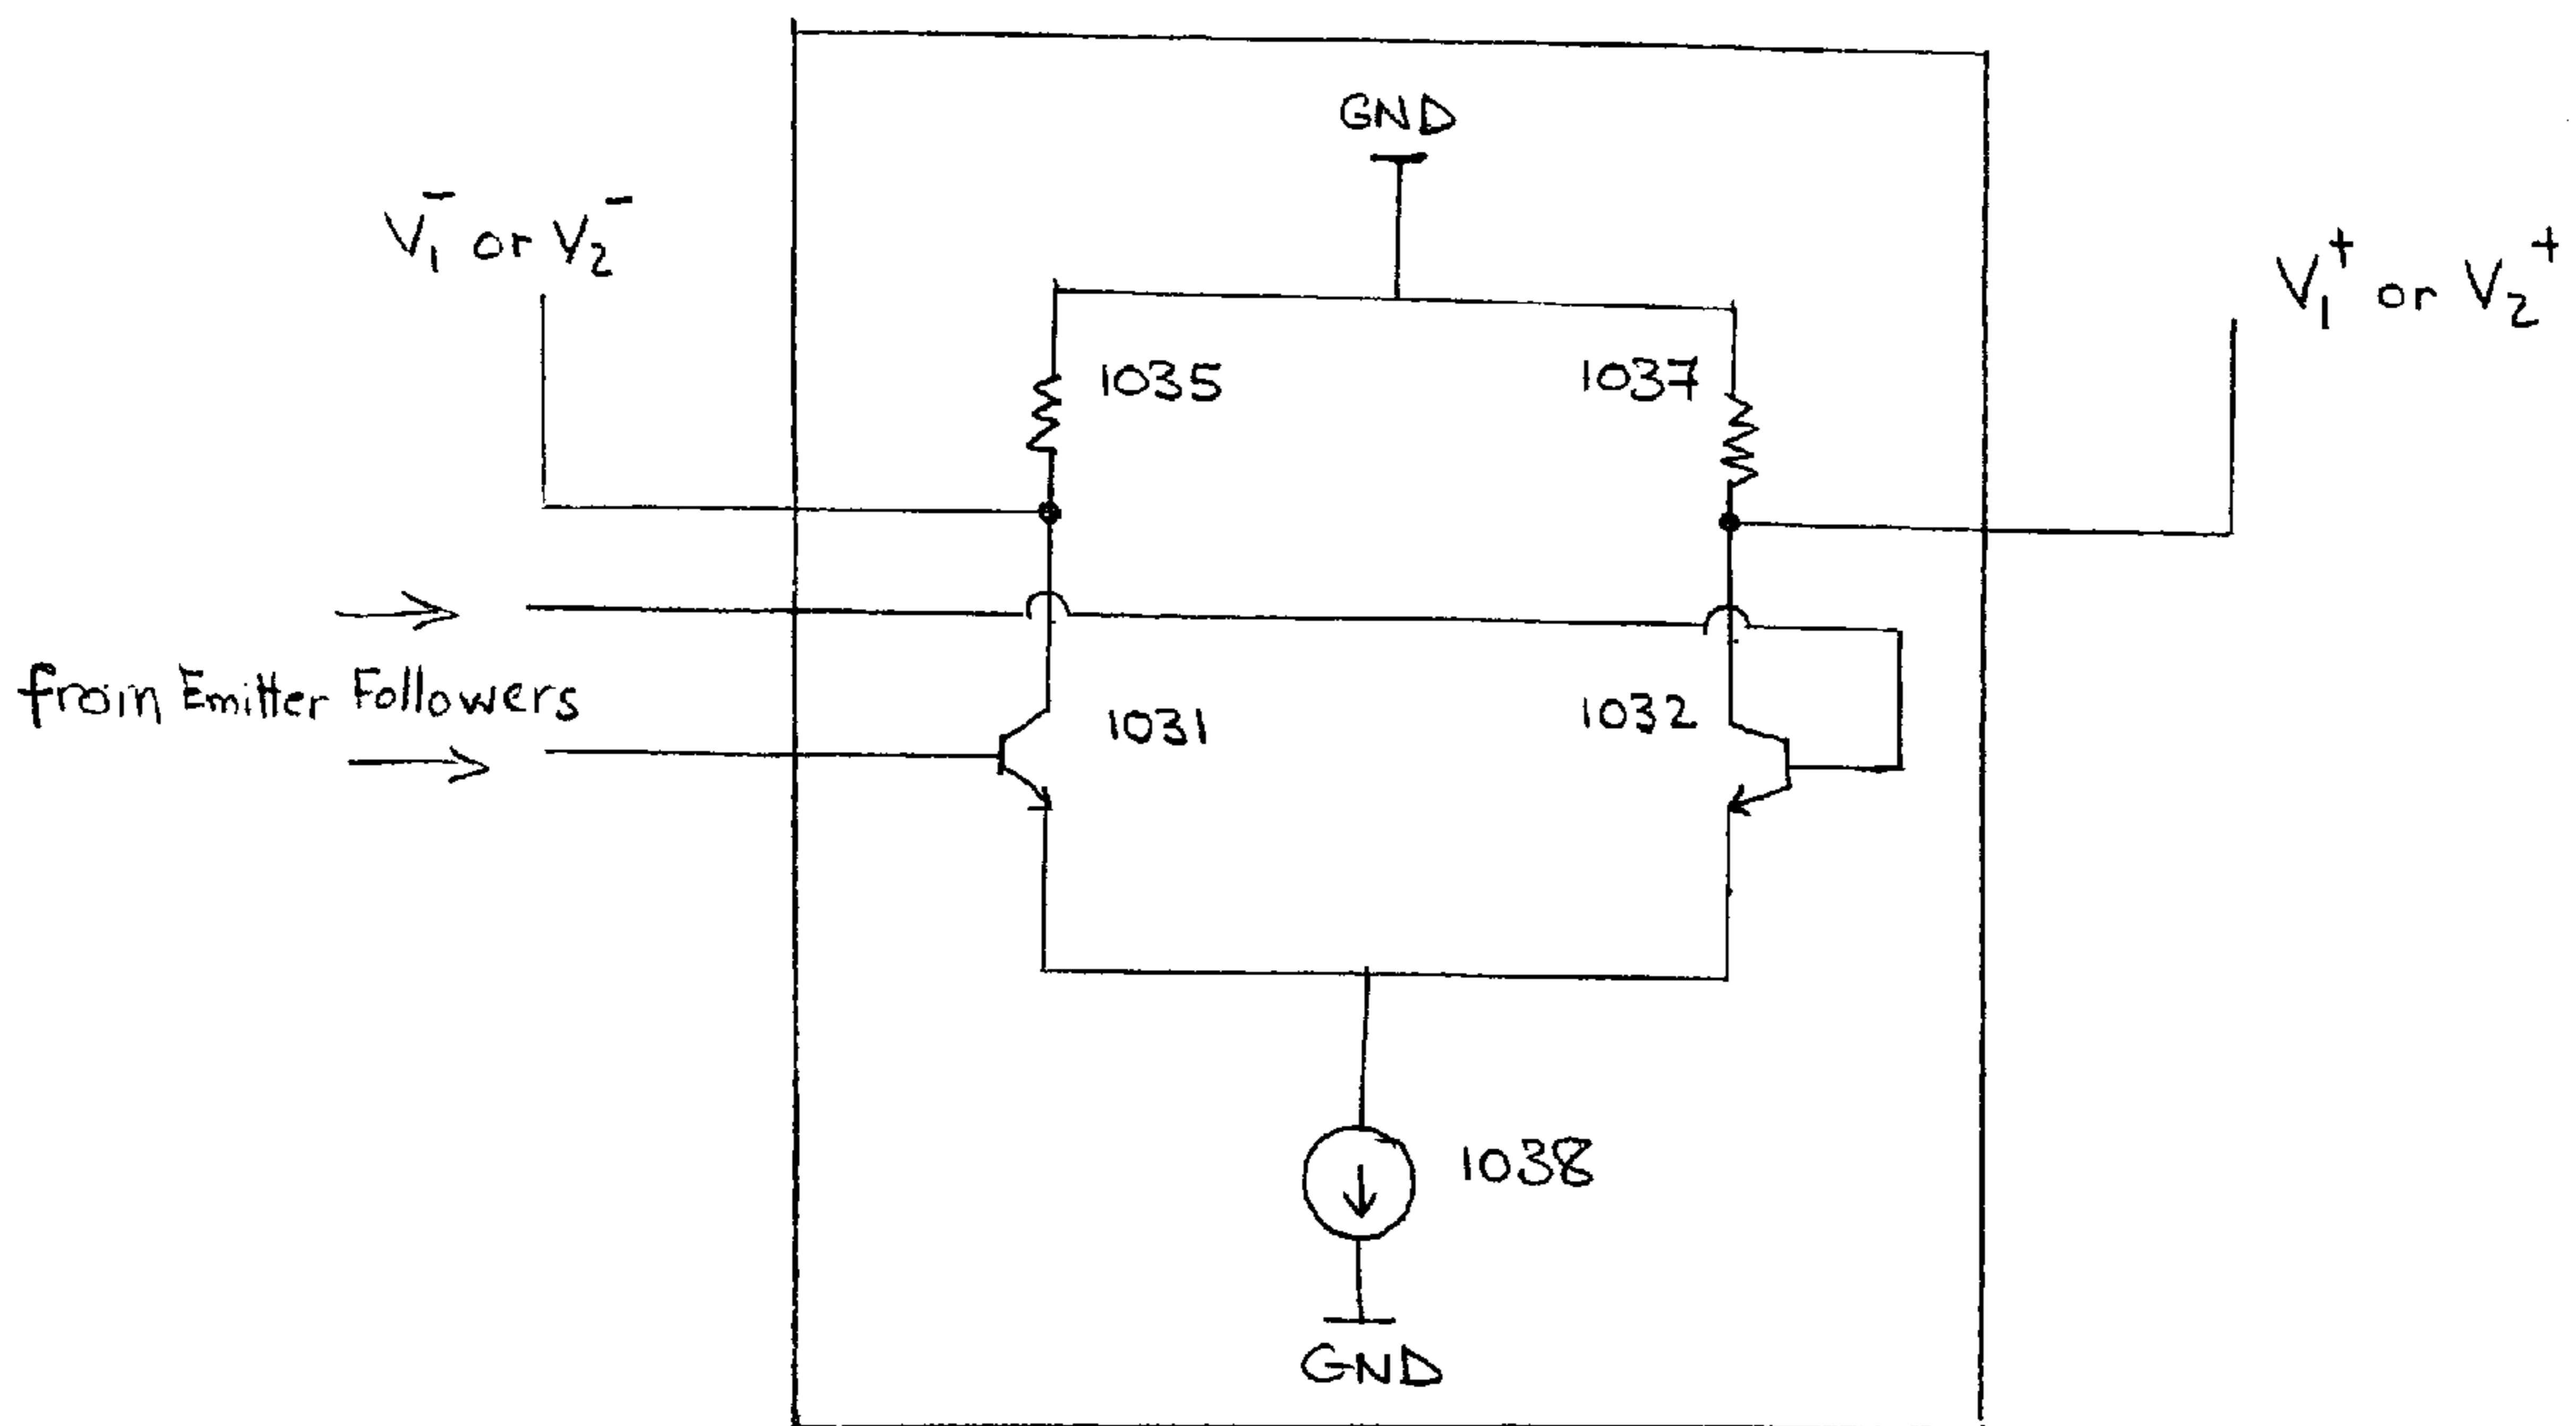 GND
V₁⁻ or V₂⁻
V₁⁺ or V₂⁺
1035
1037
from Emitter Followers
1031
1032
1038
GND